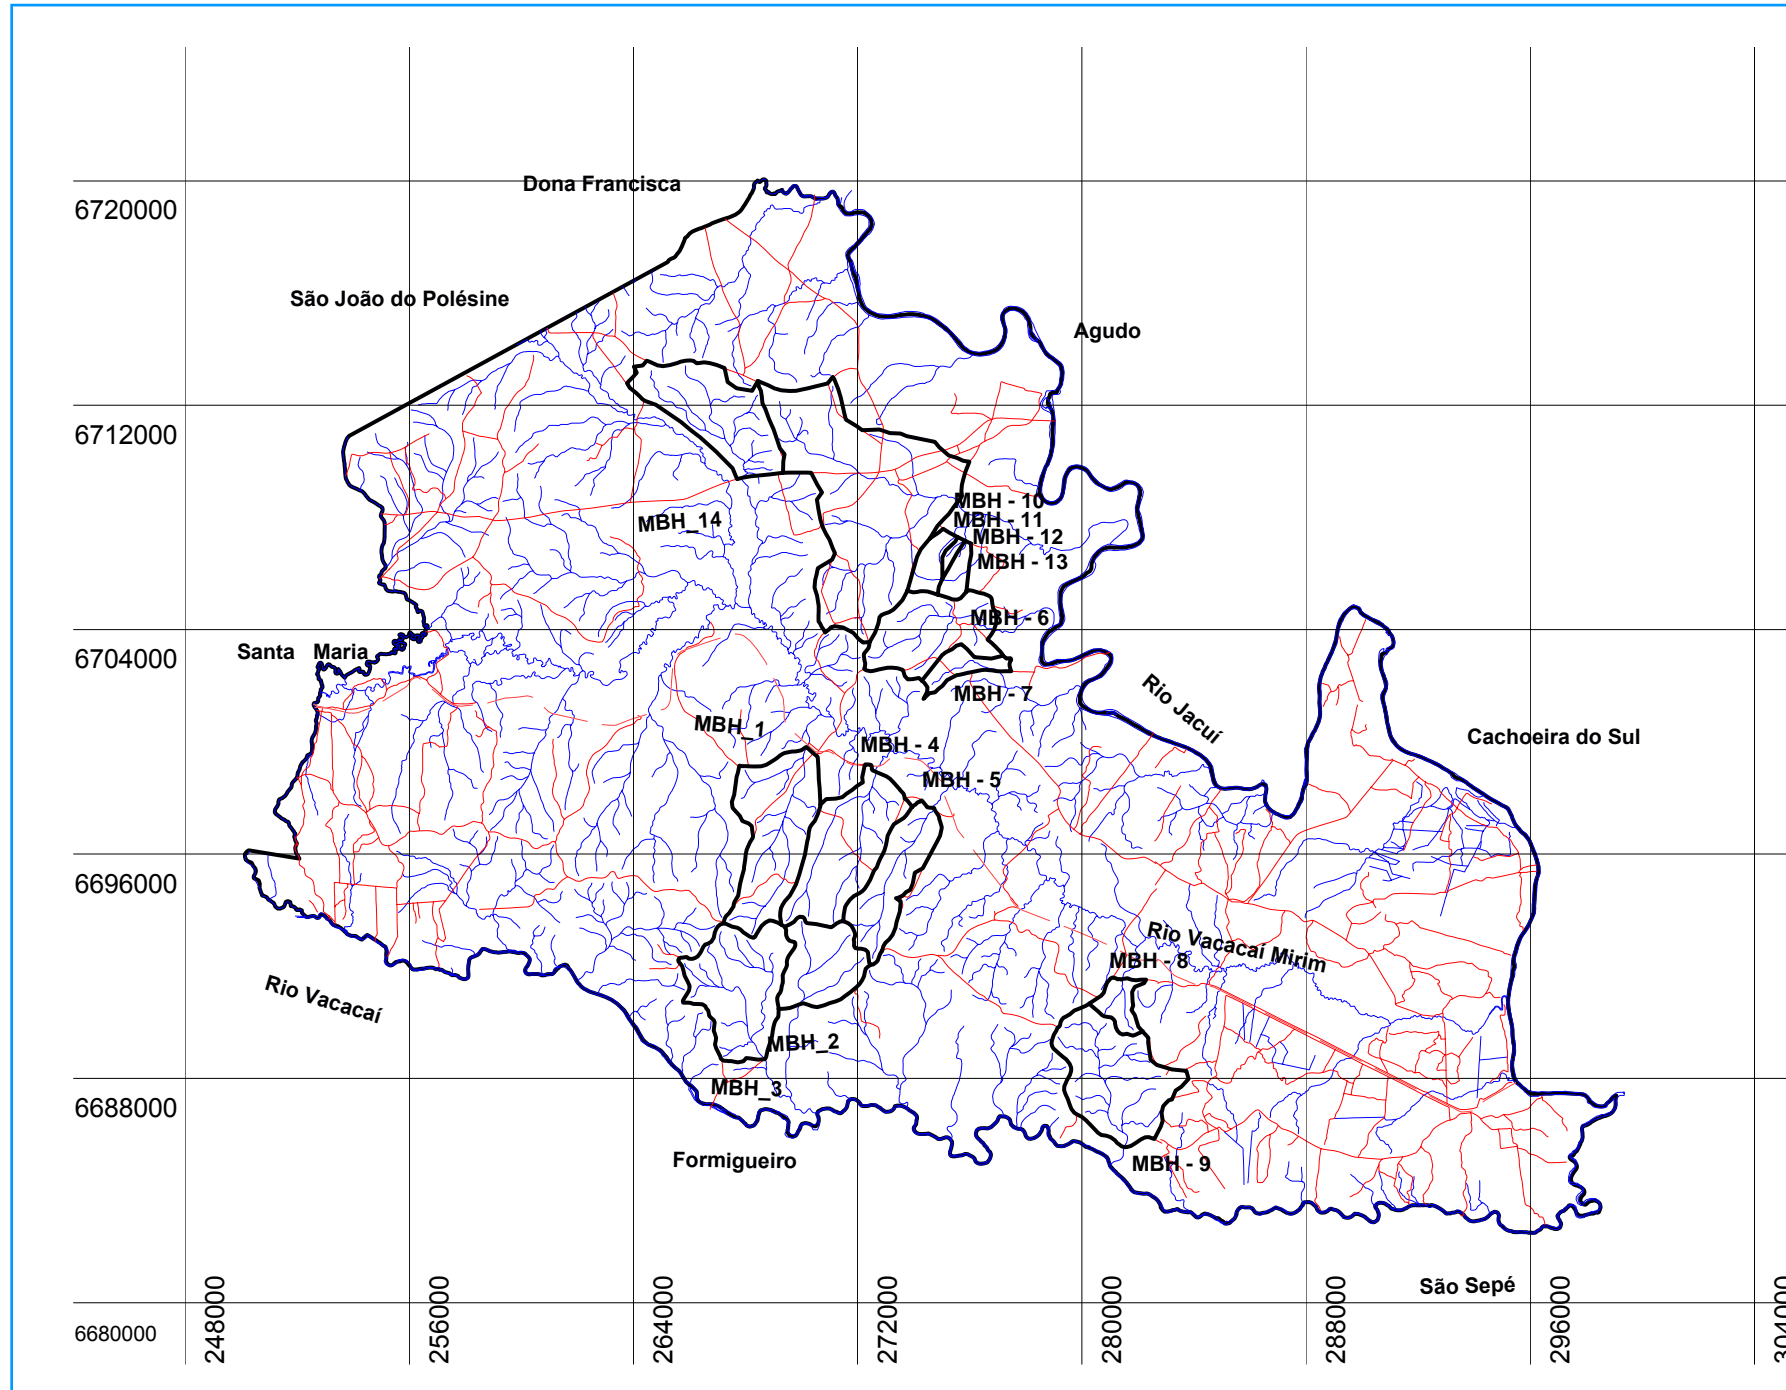 Dona Francisca
6720000
São João do Polésine
Agudo
6712000
MBH - 10
MBH_14
MBH - 11
MBH - 12
MBH - 13
MBH - 6
Santa Maria
6704000
MBH - 7
Rio Jacuí
MBH_1
MBH - 4
Cachoeira do Sul
MBH - 5
6696000
Rio Vacacaí Mirim
MBH - 8
Rio Vacacaí
MBH_2
MBH_3
6688000
Formigueiro
MBH - 9
São Sepé
6680000
248000
256000
264000
272000
280000
288000
296000
304000